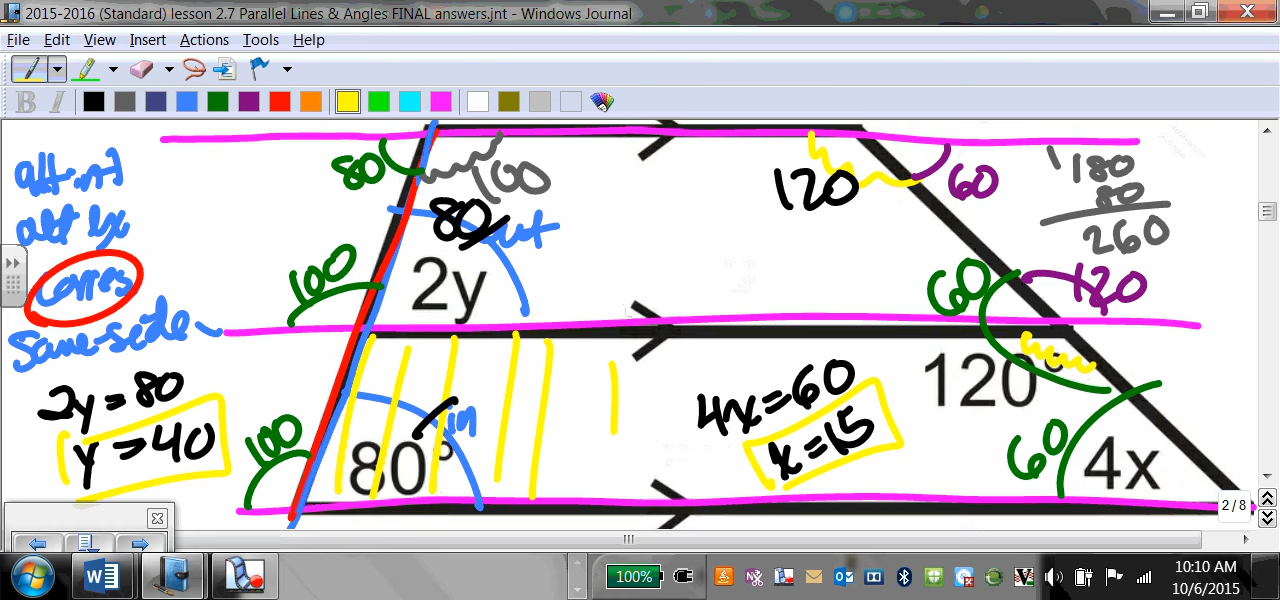 2015-2016 (Standard) lesson 2.7 Parallel Lines & Angles FINAL answers.jnt - Windows Journal
File Edit View Insert Actions Tools Help
B I
alt int
alt ex
corres
same-side
80
100
120
60
180
80
260
80
100
2y
60
120
120°
2y = 80
y = 40
100
80°
in
4x = 60
x = 15
60
4x
2 / 8
100%
10:10 AM
10/6/2015